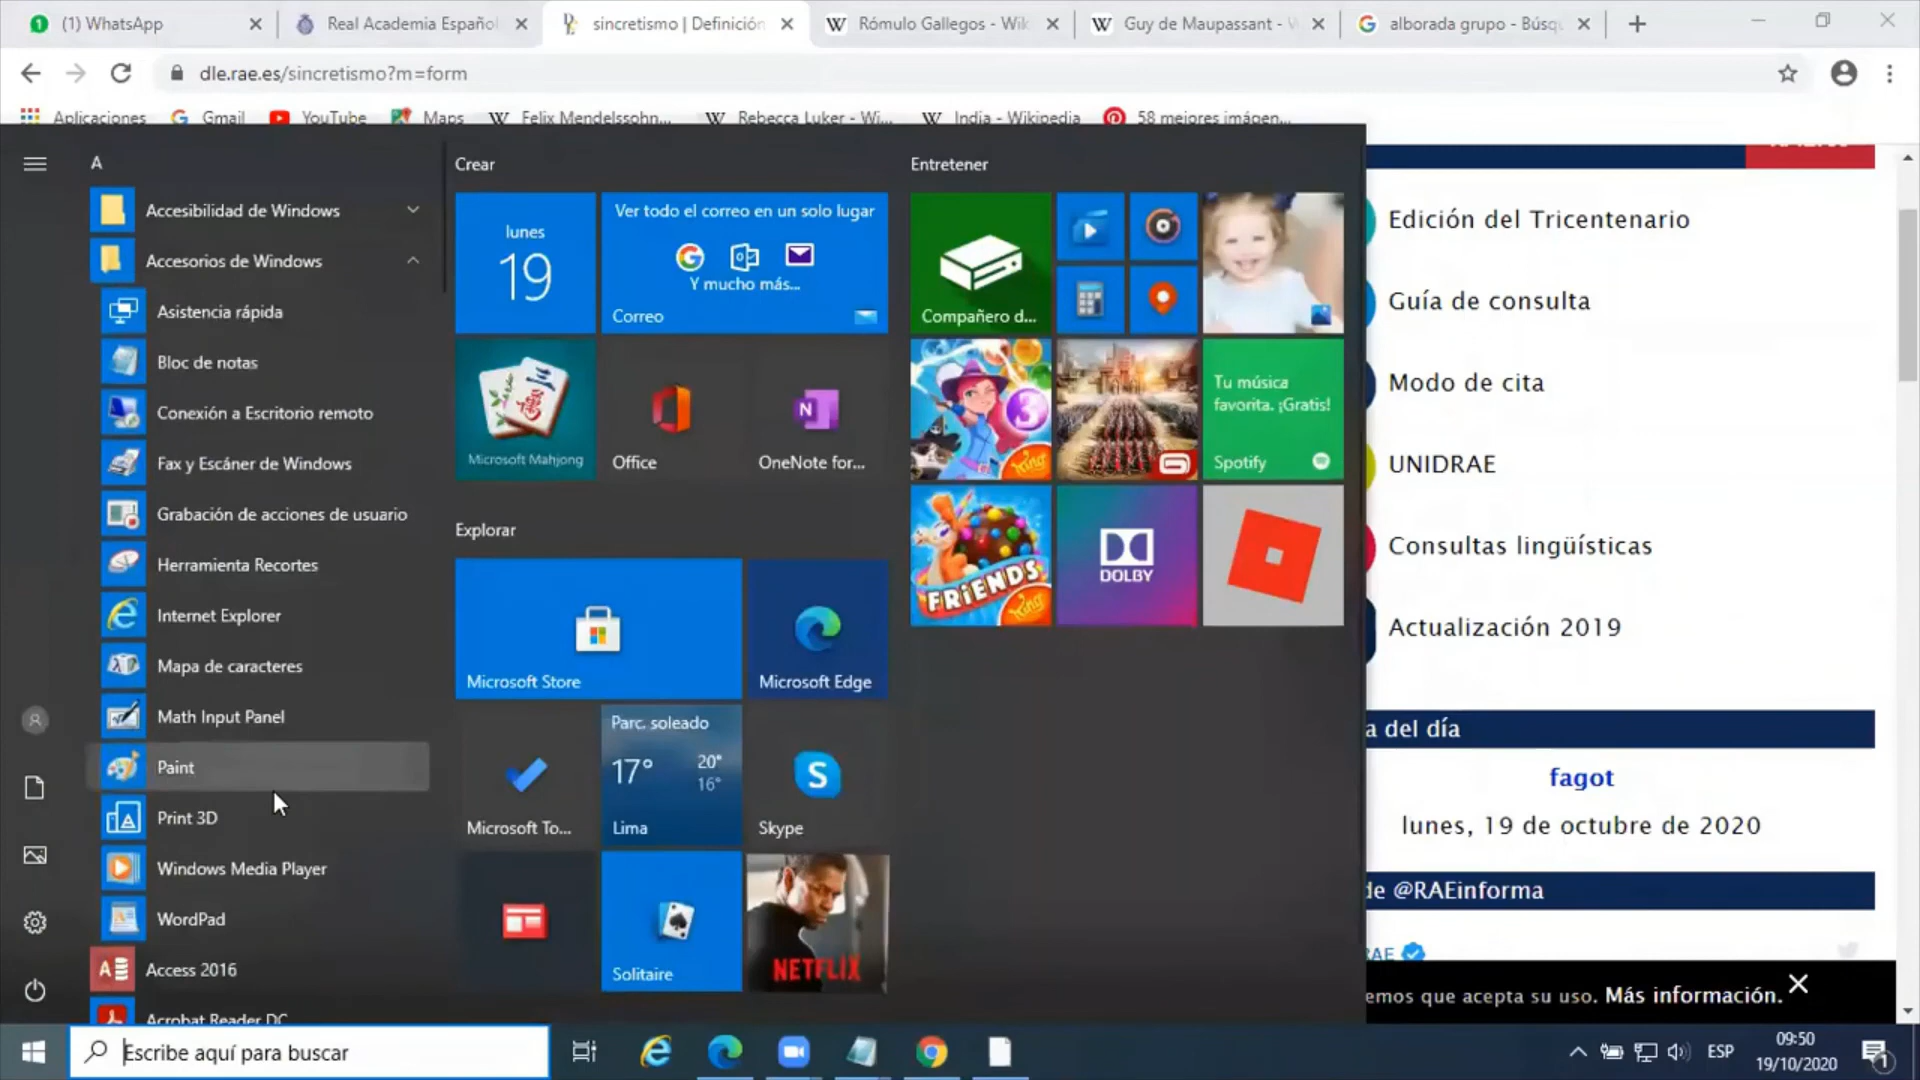 (1) WhatsApp
Real Academia Español
sincretismo | Definición
Rómulo Gallegos - Wik
Guy de Maupassant - W
alborada grupo - Búsqu
dle.rae.es/sincretismo?m=form
Aplicaciones
Gmail
YouTube
Maps
Felix Mendelssohn...
Rebecca Luker - Wi...
India - Wikipedia
58 mejores imágen...
A
Accesibilidad de Windows
Accesorios de Windows
Asistencia rápida
Bloc de notas
Conexión a Escritorio remoto
Fax y Escáner de Windows
Grabación de acciones de usuario
Herramienta Recortes
Internet Explorer
Mapa de caracteres
Math Input Panel
Paint
Print 3D
Windows Media Player
WordPad
Access 2016
Acrobat Reader DC
Crear
lunes
19
Ver todo el correo en un solo lugar
Y mucho más...
Correo
Microsoft Mahjong
Office
OneNote for...
Explorar
Microsoft Store
Microsoft Edge
Microsoft To...
Parc. soleado
17° 20°
16°
Lima
Skype
Solitaire
NETFLIX
Entretener
Compañero d...
3
King
Tu música
favorita. ¡Gratis!
Spotify
FRIENDS
King
DOLBY
Edición del Tricentenario
Guía de consulta
Modo de cita
UNIDRAE
Consultas lingüísticas
Actualización 2019
a del día
fagot
lunes, 19 de octubre de 2020
de @RAEinforma
RAE
emos que acepta su uso. Más información.
Escribe aquí para buscar
ESP
09:50
19/10/2020
1